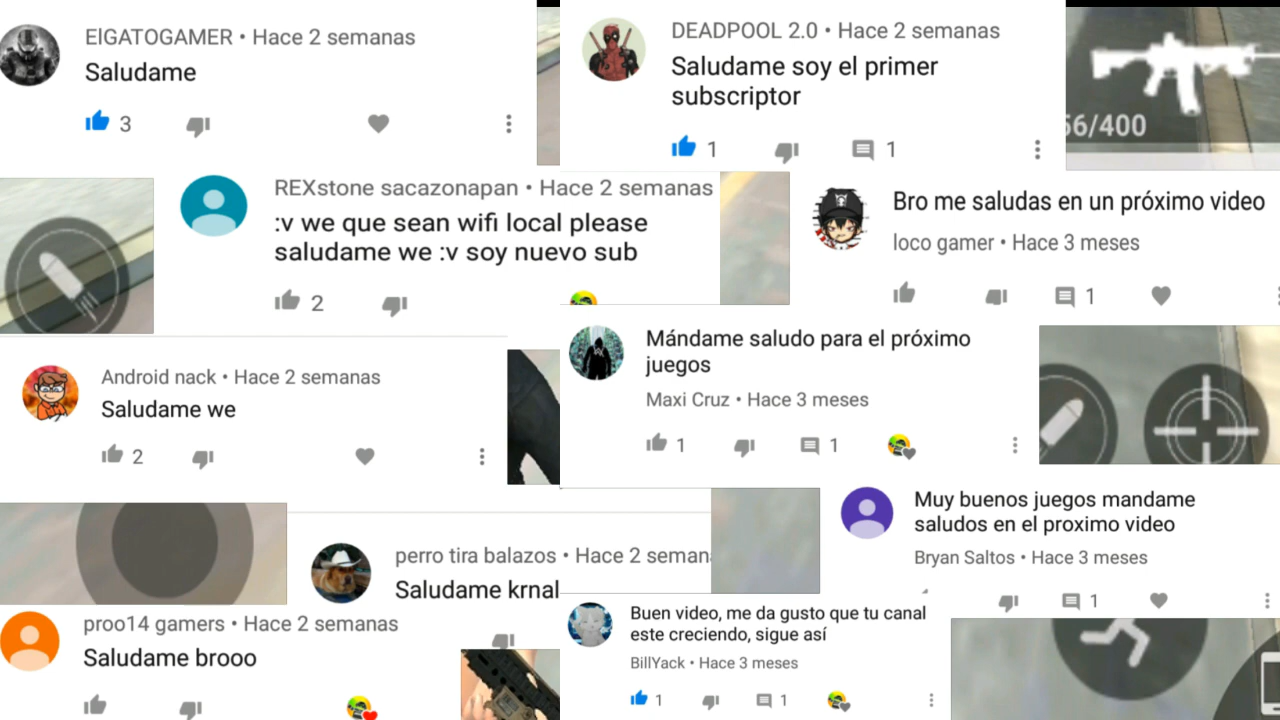 ElGATOGAMER • Hace 2 semanas
Saludame
3
DEADPOOL 2.0 • Hace 2 semanas
Saludame soy el primer
subscriptor
1 1
56/400
REXstone sacazonapan • Hace 2 semanas
:v we que sean wifi local please
saludame we :v soy nuevo sub
2
Bro me saludas en un próximo video
loco gamer • Hace 3 meses
1
Android nack • Hace 2 semanas
Saludame we
2
Mándame saludo para el próximo
juegos
Maxi Cruz • Hace 3 meses
1 1
perro tira balazos • Hace 2 seman
Saludame krnal
Muy buenos juegos mandame
saludos en el proximo video
Bryan Saltos • Hace 3 meses
1
proo14 gamers • Hace 2 semanas
Saludame brooo
Buen video, me da gusto que tu canal
este creciendo, sigue así
BillYack • Hace 3 meses
1 1